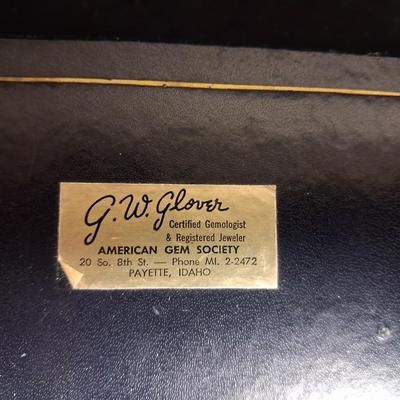 G. W. Glover
Certified Gemologist
& Registered Jeweler
AMERICAN GEM SOCIETY
20 So. 8th St. — Phone MI. 2-2472
PAYETTE, IDAHO